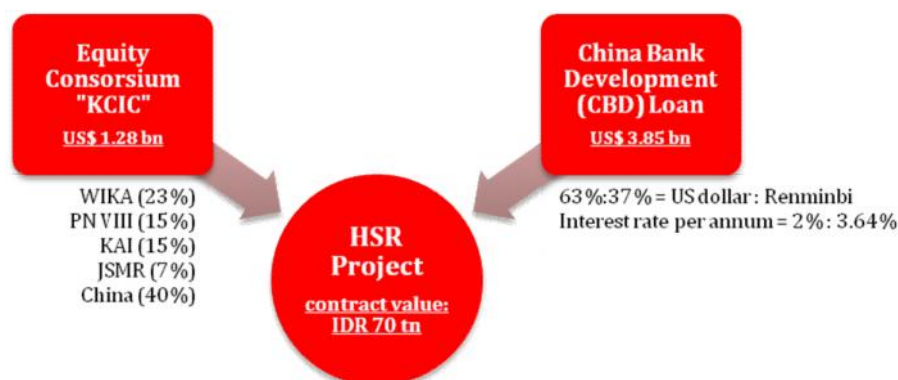 Equity
Consorsium
"KCIC"
US$ 1.28 bn
China Bank
Development
(CBD) Loan
US$ 3.85 bn
WIKA (23%)
PN VIII (15%)
KAI (15%)
JSMR (7%)
China (40%)
63%:37% = US dollar : Renminbi
Interest rate per annum = 2% : 3.64%
HSR
Project
contract value:
IDR 70 tn